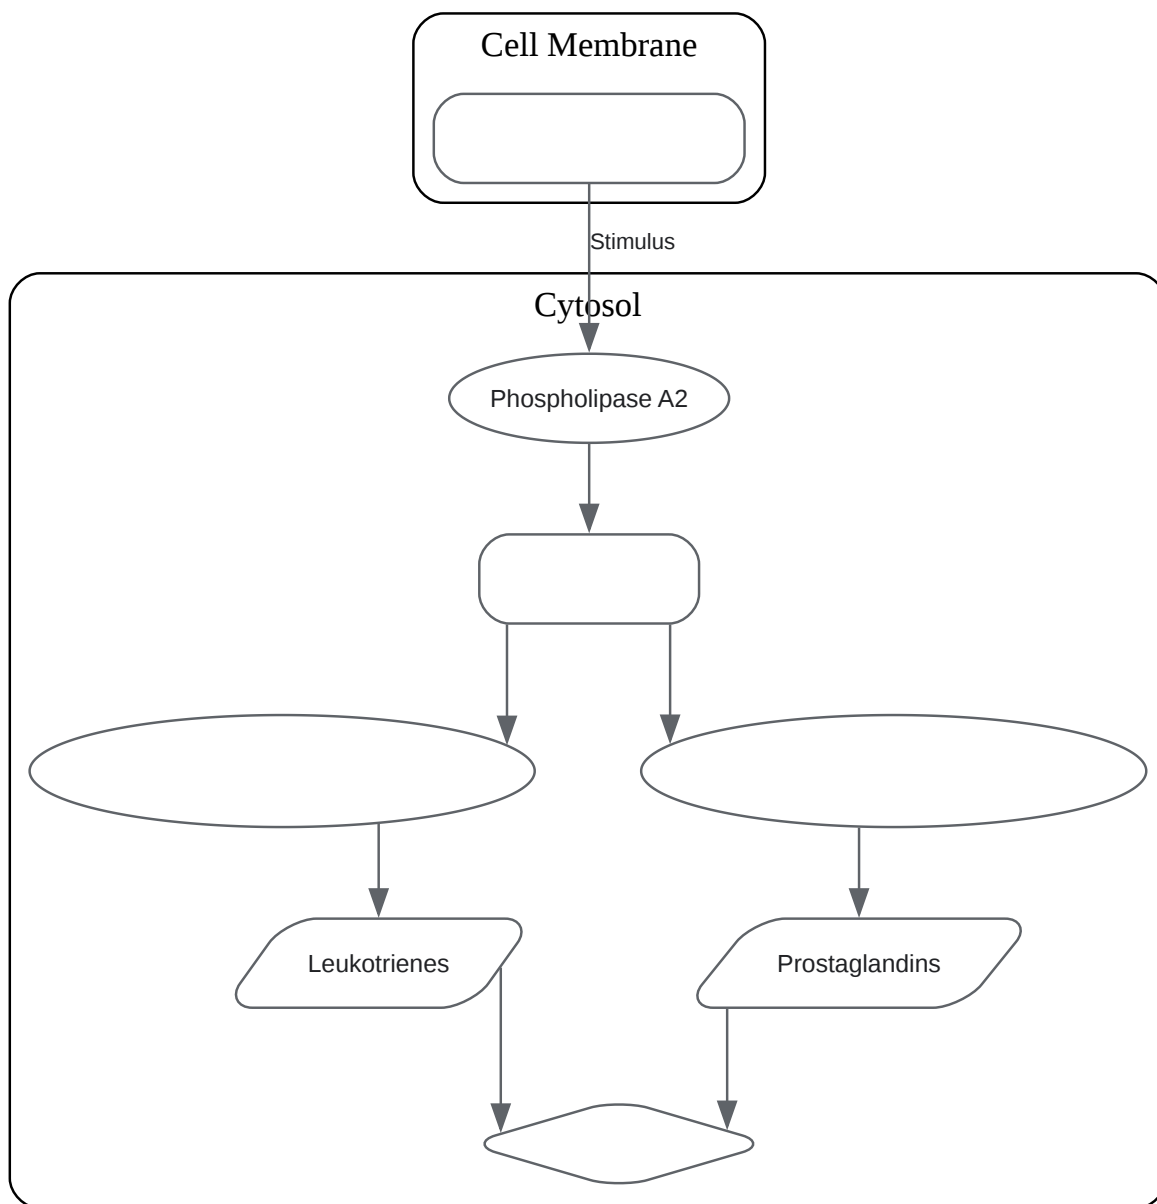 Cell Membrane
Stimulus
Cytosol
Phospholipase A2
Leukotrienes
Prostaglandins